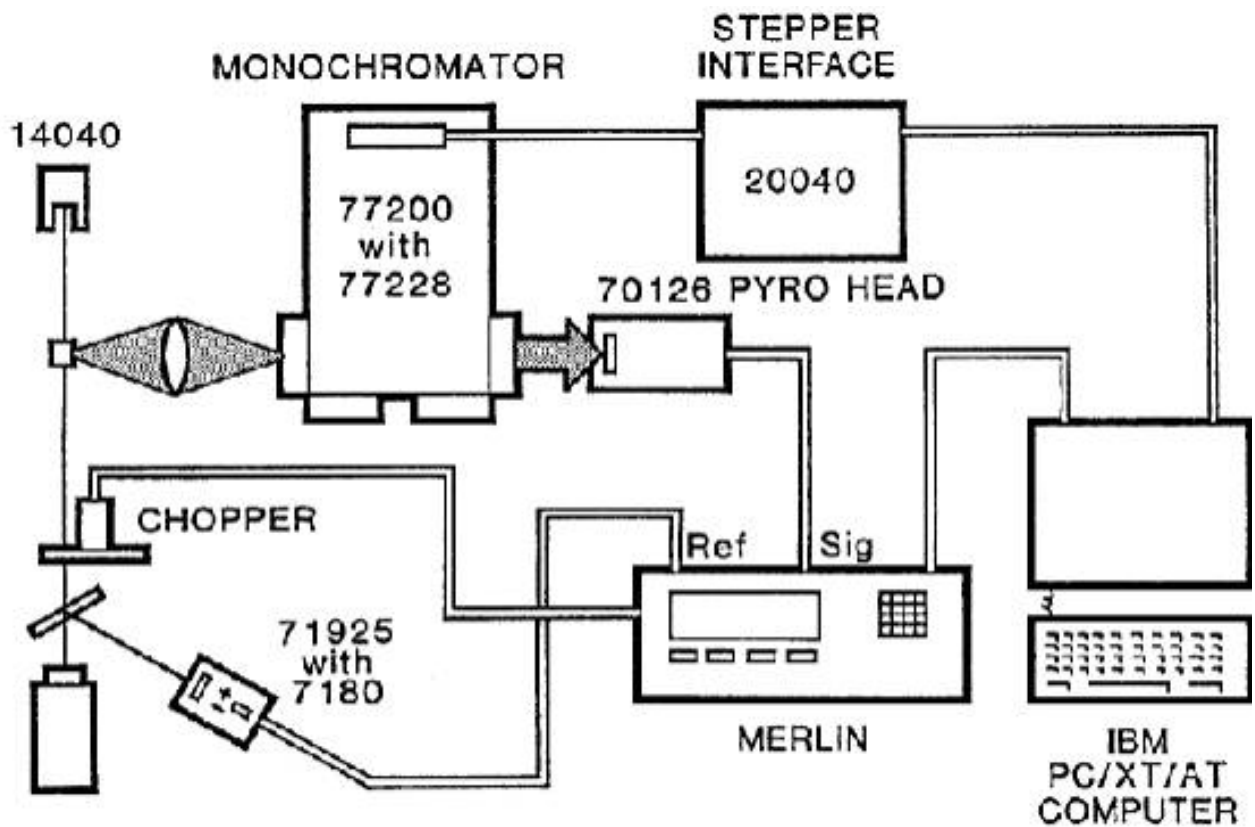 STEPPER
INTERFACE
MONOCHROMATOR
14040
77200
with
77228
20040
70126 PYRO HEAD
CHOPPER
Ref
Sig
71925
with
7180
MERLIN
IBM
PC/XT/AT
COMPUTER